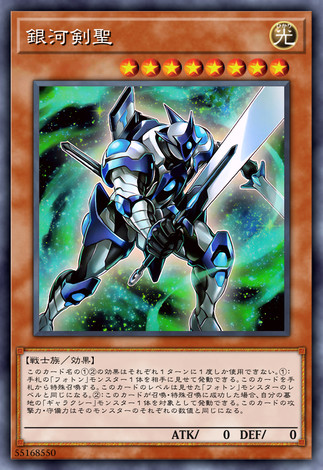 銀河剣聖
光
【戦士族／効果】
このカード名の①②の効果はそれぞれ１ターンに１度しか使用できない。①：
手札の「フォトン」モンスター１体を相手に見せて発動できる。このカードを手
札から特殊召喚する。このカードのレベルは見せた「フォトン」モンスターのレ
ベルと同じになる。②：このカードが召喚・特殊召喚に成功した場合、自分の墓
地の「ギャラクシー」モンスター１体を対象として発動できる。このカードの攻
撃力・守備力はそのモンスターのそれぞれの数値と同じになる。
ATK/ 0 DEF/ 0
55168550